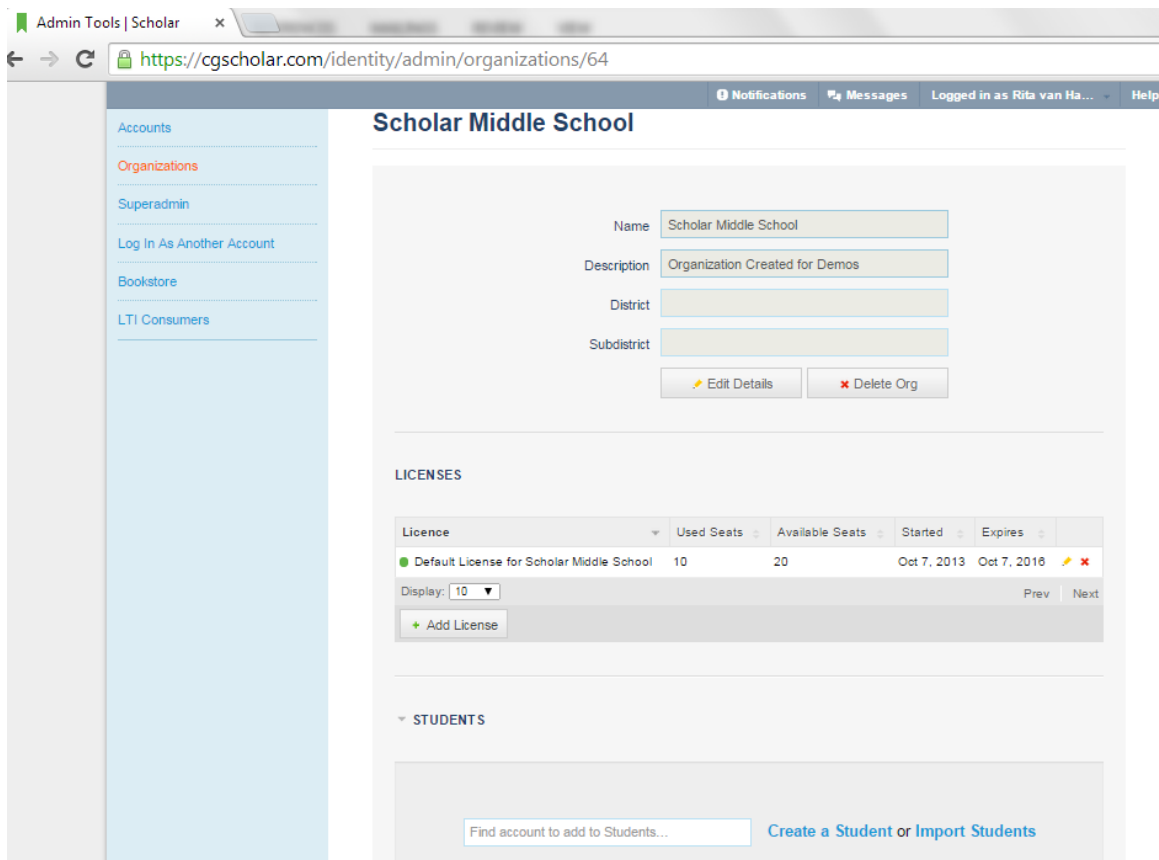 Admin Tools | Scholar
https://cgscholar.com/identity/admin/organizations/64
Notifications Messages Logged in as Rita van Ha... Help
Accounts
Organizations
Superadmin
Log In As Another Account
Bookstore
LTI Consumers
Scholar Middle School
Name Scholar Middle School
Description Organization Created for Demos
District
Subdistrict
Edit Details Delete Org
LICENSES
Licence Used Seats Available Seats Started Expires
Default License for Scholar Middle School 10 20 Oct 7, 2013 Oct 7, 2016
Display: 10 Prev Next
+ Add License
STUDENTS
Find account to add to Students... Create a Student or Import Students